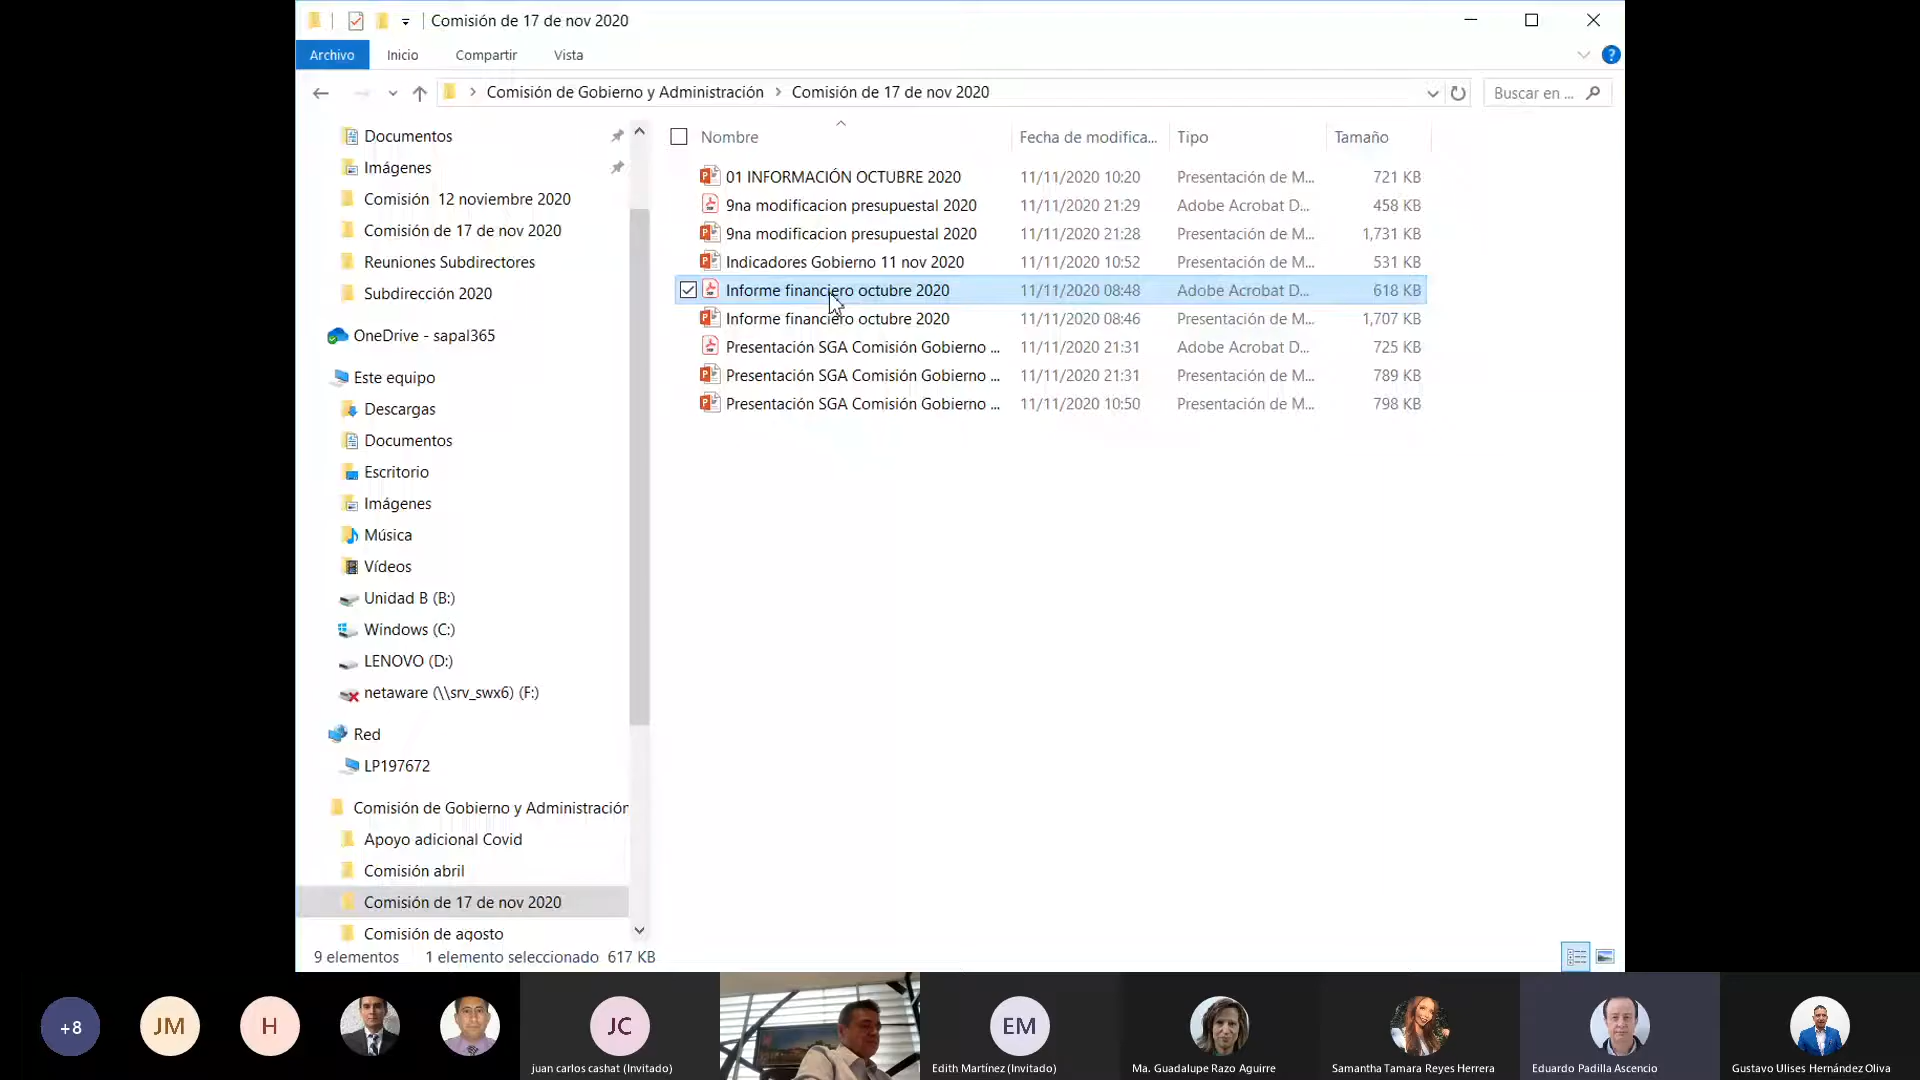 Comisión de 17 de nov 2020
Archivo
Inicio
Compartir
Vista
Comisión de Gobierno y Administración
Comisión de 17 de nov 2020
Buscar en ...
Documentos
Imágenes
Comisión 12 noviembre 2020
Comisión de 17 de nov 2020
Reuniones Subdirectores
Subdirección 2020
OneDrive - sapal365
Este equipo
Descargas
Documentos
Escritorio
Imágenes
Música
Vídeos
Unidad B (B:)
Windows (C:)
LENOVO (D:)
netaware (\\srv_swx6) (F:)
Red
LP197672
Comisión de Gobierno y Administración
Apoyo adicional Covid
Comisión abril
Comisión de 17 de nov 2020
Comisión de agosto
Nombre Fecha de modifica... Tipo Tamaño
01 INFORMACIÓN OCTUBRE 2020 11/11/2020 10:20 Presentación de M... 721 KB
9na modificacion presupuestal 2020 11/11/2020 21:29 Adobe Acrobat D... 458 KB
9na modificacion presupuestal 2020 11/11/2020 21:28 Presentación de M... 1,731 KB
Indicadores Gobierno 11 nov 2020 11/11/2020 10:52 Presentación de M... 531 KB
Informe financiero octubre 2020 11/11/2020 08:48 Adobe Acrobat D... 618 KB
Informe financiero octubre 2020 11/11/2020 08:46 Presentación de M... 1,707 KB
Presentación SGA Comisión Gobierno ... 11/11/2020 21:31 Adobe Acrobat D... 725 KB
Presentación SGA Comisión Gobierno ... 11/11/2020 21:31 Presentación de M... 789 KB
Presentación SGA Comisión Gobierno ... 11/11/2020 10:50 Presentación de M... 798 KB
9 elementos 1 elemento seleccionado 617 KB
+8
JM
H
JC
juan carlos cashat (Invitado)
EM
Edith Martínez (Invitado)
Ma. Guadalupe Razo Aguirre
Samantha Tamara Reyes Herrera
Eduardo Padilla Ascencio
Gustavo Ulises Hernández Oliva